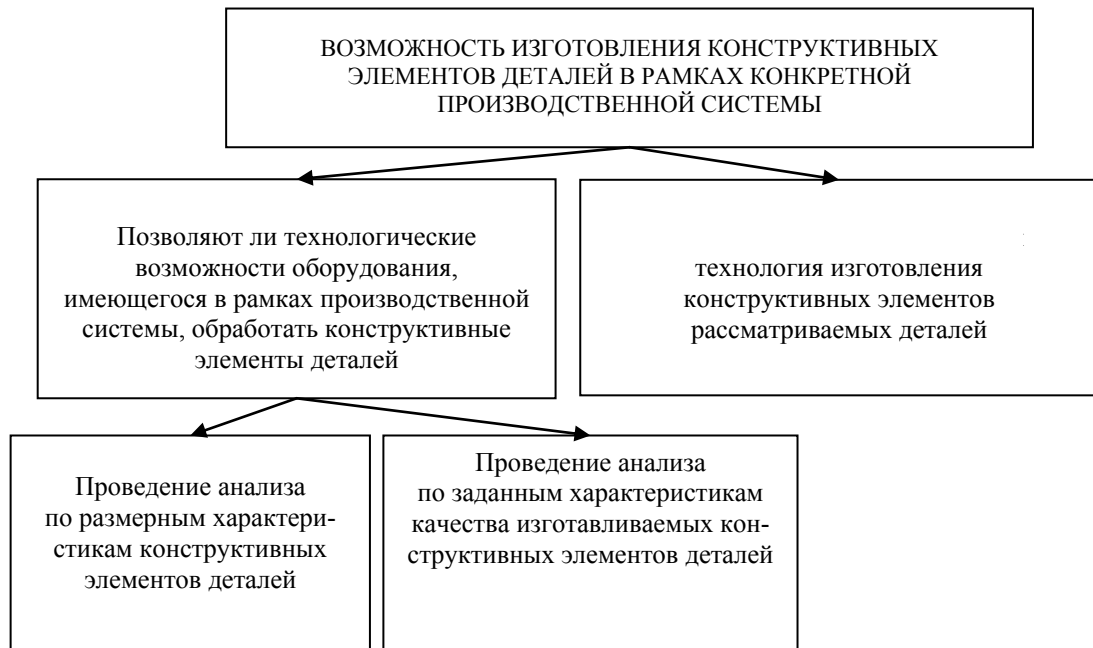 ВОЗМОЖНОСТЬ ИЗГОТОВЛЕНИЯ КОНСТРУКТИВНЫХ
ЭЛЕМЕНТОВ ДЕТАЛЕЙ В РАМКАХ КОНКРЕТНОЙ
ПРОИЗВОДСТВЕННОЙ СИСТЕМЫ
Позволяют ли технологические
возможности оборудования,
имеющегося в рамках производственной
системы, обработать конструктивные
элементы деталей
технология изготовления
конструктивных элементов
рассматриваемых деталей
Проведение анализа
по размерным характери-
стикам конструктивных
элементов деталей
Проведение анализа
по заданным характеристикам
качества изготавливаемых кон-
структивных элементов деталей